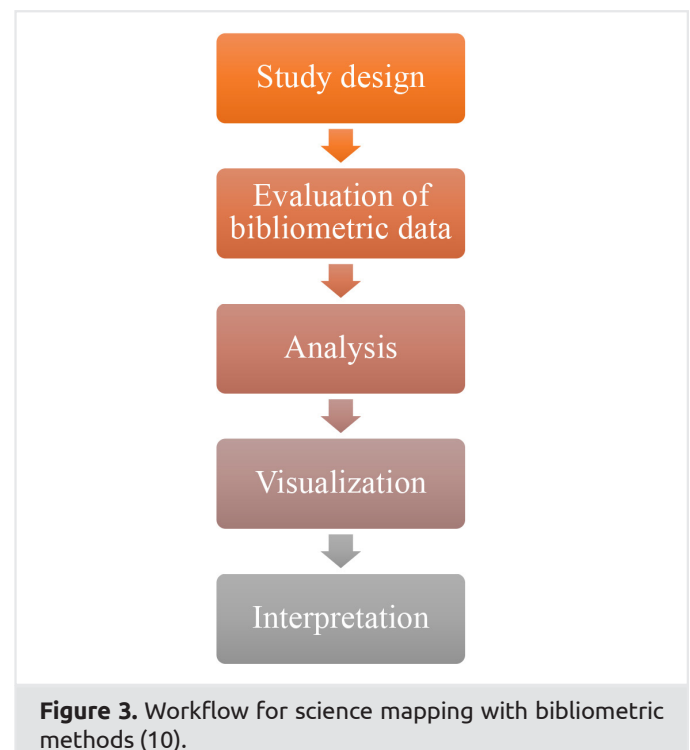 Study design
Evaluation of
bibliometric data
Analysis
Visualization
Interpretation
Figure 3. Workflow for science mapping with bibliometric
methods (10).